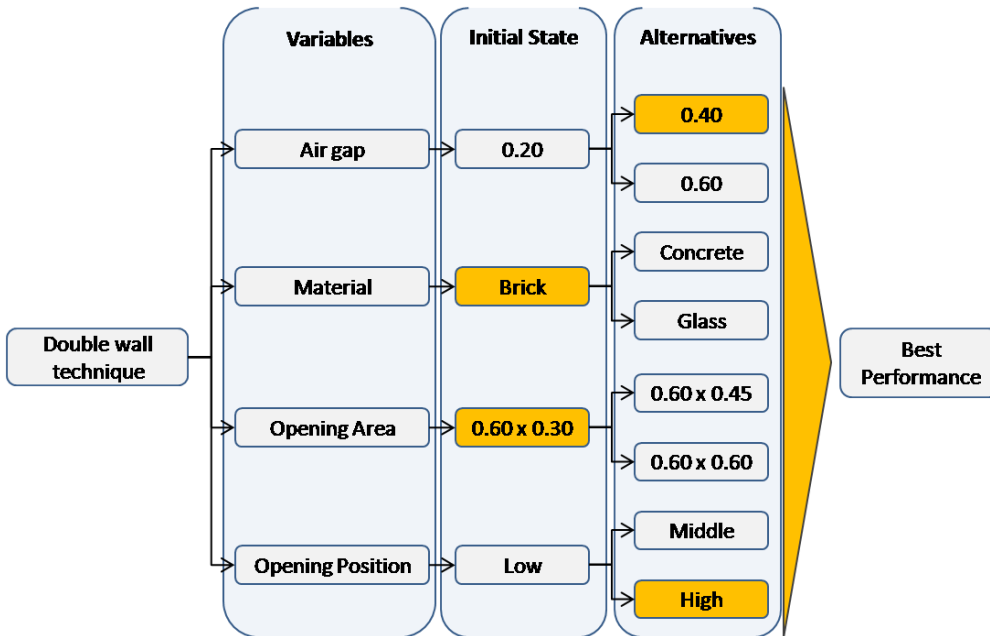 Variables
Initial State
Alternatives
Double wall
technique
Air gap
0.20
0.40
0.60
Material
Brick
Concrete
Glass
Opening Area
0.60 x 0.30
0.60 x 0.45
0.60 x 0.60
Opening Position
Low
Middle
High
Best
Performance